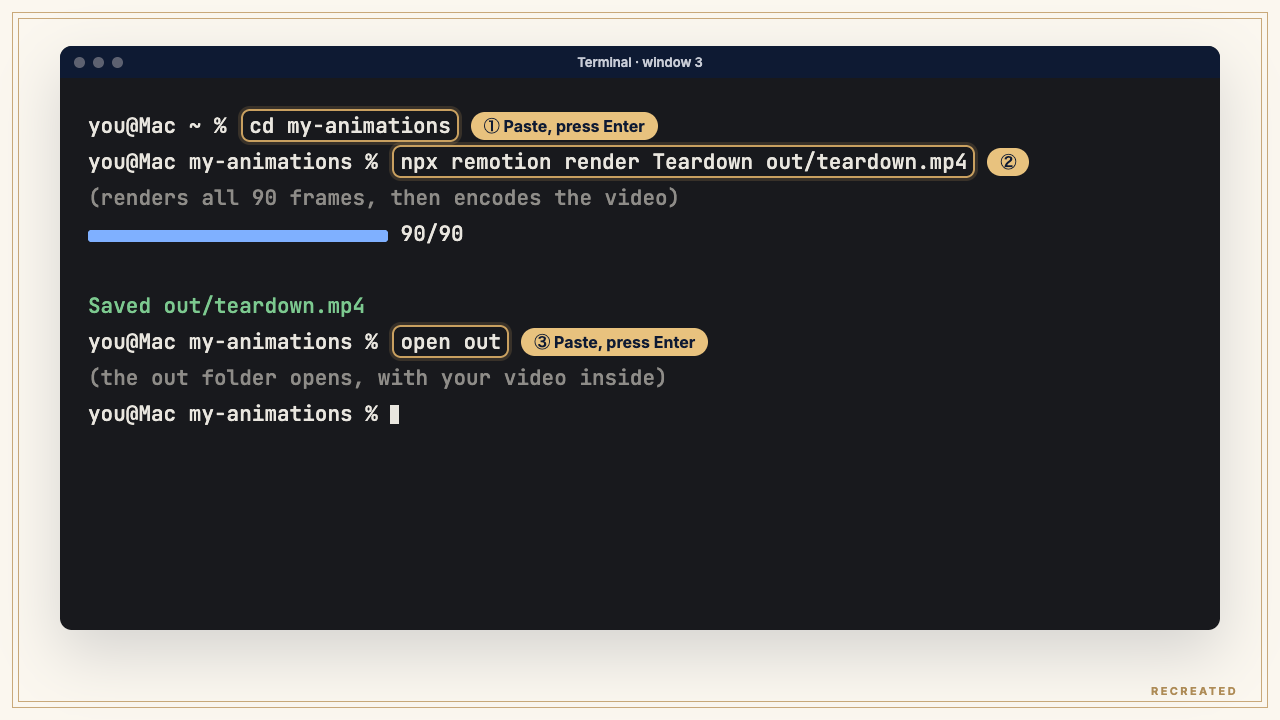 Terminal · window 3
you@Mac ~ % cd my-animations ① Paste, press Enter
you@Mac my-animations % npx remotion render Teardown out/teardown.mp4 ②
(renders all 90 frames, then encodes the video)
90/90
Saved out/teardown.mp4
you@Mac my-animations % open out ③ Paste, press Enter
(the out folder opens, with your video inside)
you@Mac my-animations %
RECREATED